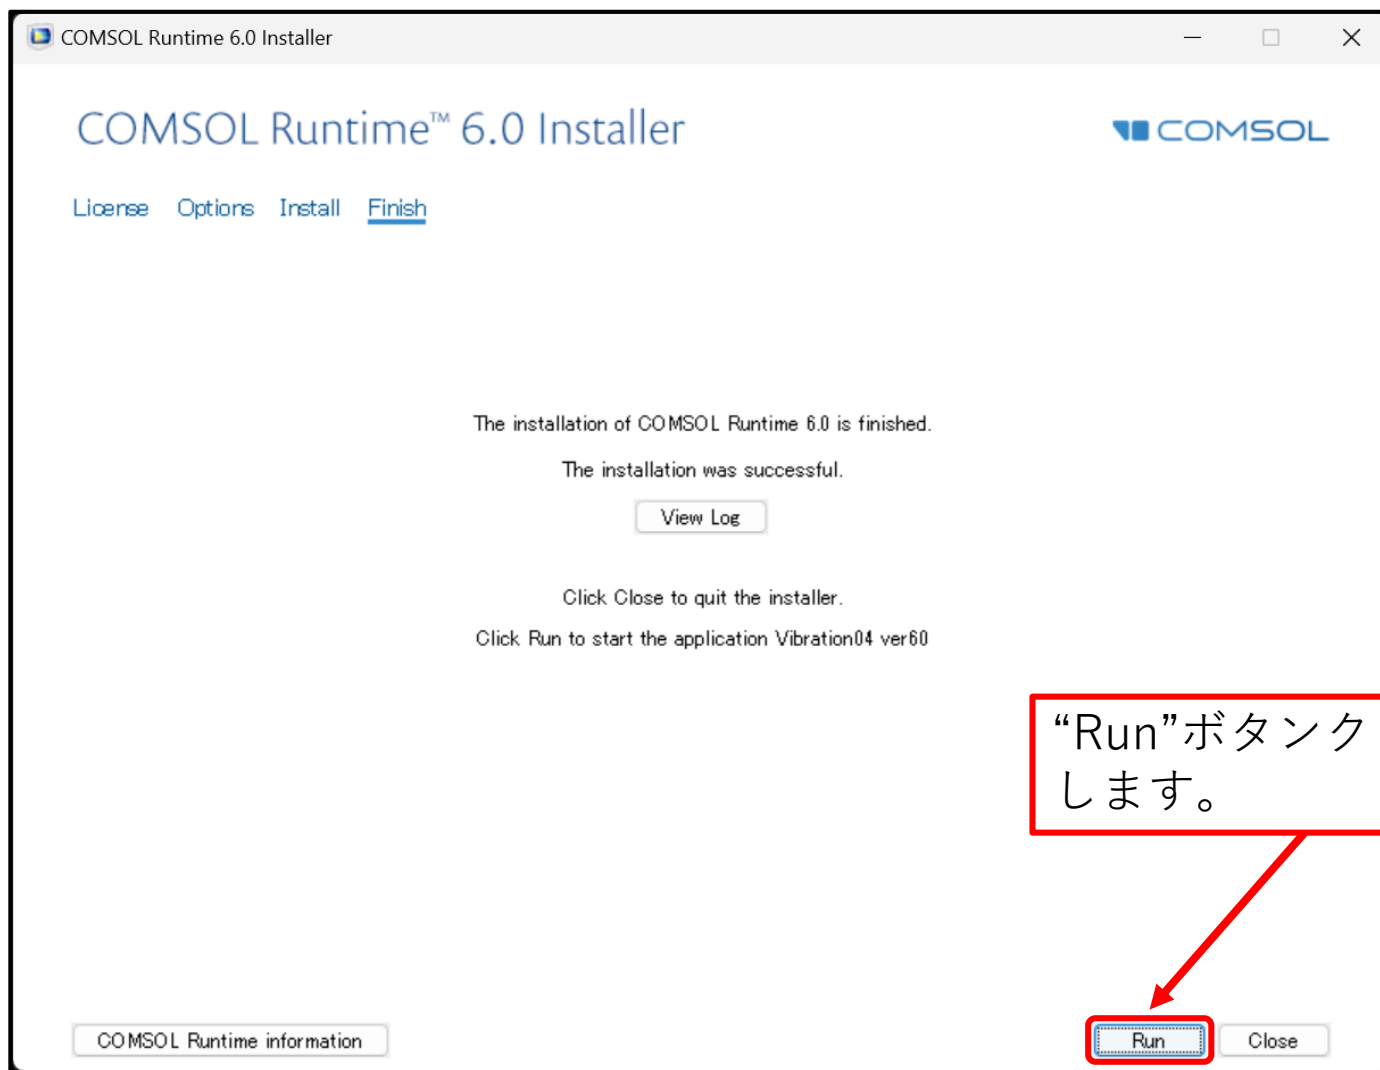 COMSOL Runtime 6.0 Installer
COMSOL Runtime™ 6.0 Installer
COMSOL
License Options Install Finish
The installation of COMSOL Runtime 6.0 is finished.
The installation was successful.
View Log
Click Close to quit the installer.
Click Run to start the application Vibration04 ver60
“Run”ボタンク
します。
COMSOL Runtime information
Run Close